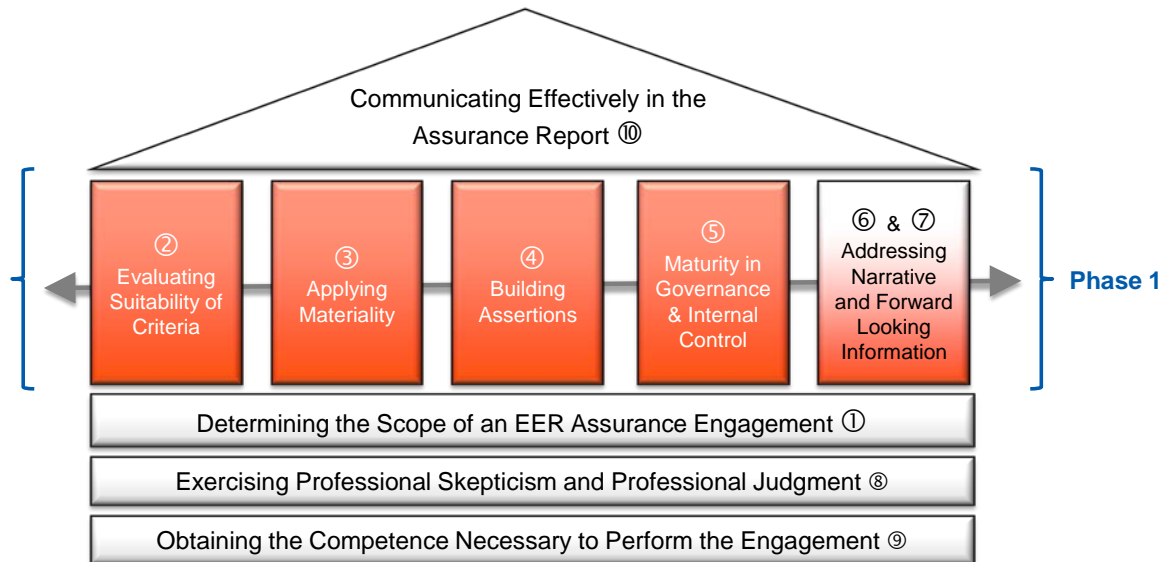 Communicating Effectively in the
Assurance Report ⑩
②
Evaluating
Suitability of
Criteria
③
Applying
Materiality
④
Building
Assertions
⑤
Maturity in
Governance
& Internal
Control
⑥ & ⑦
Addressing
Narrative
and Forward
Looking
Information
Phase 1
Determining the Scope of an EER Assurance Engagement ①
Exercising Professional Skepticism and Professional Judgment ⑧
Obtaining the Competence Necessary to Perform the Engagement ⑨